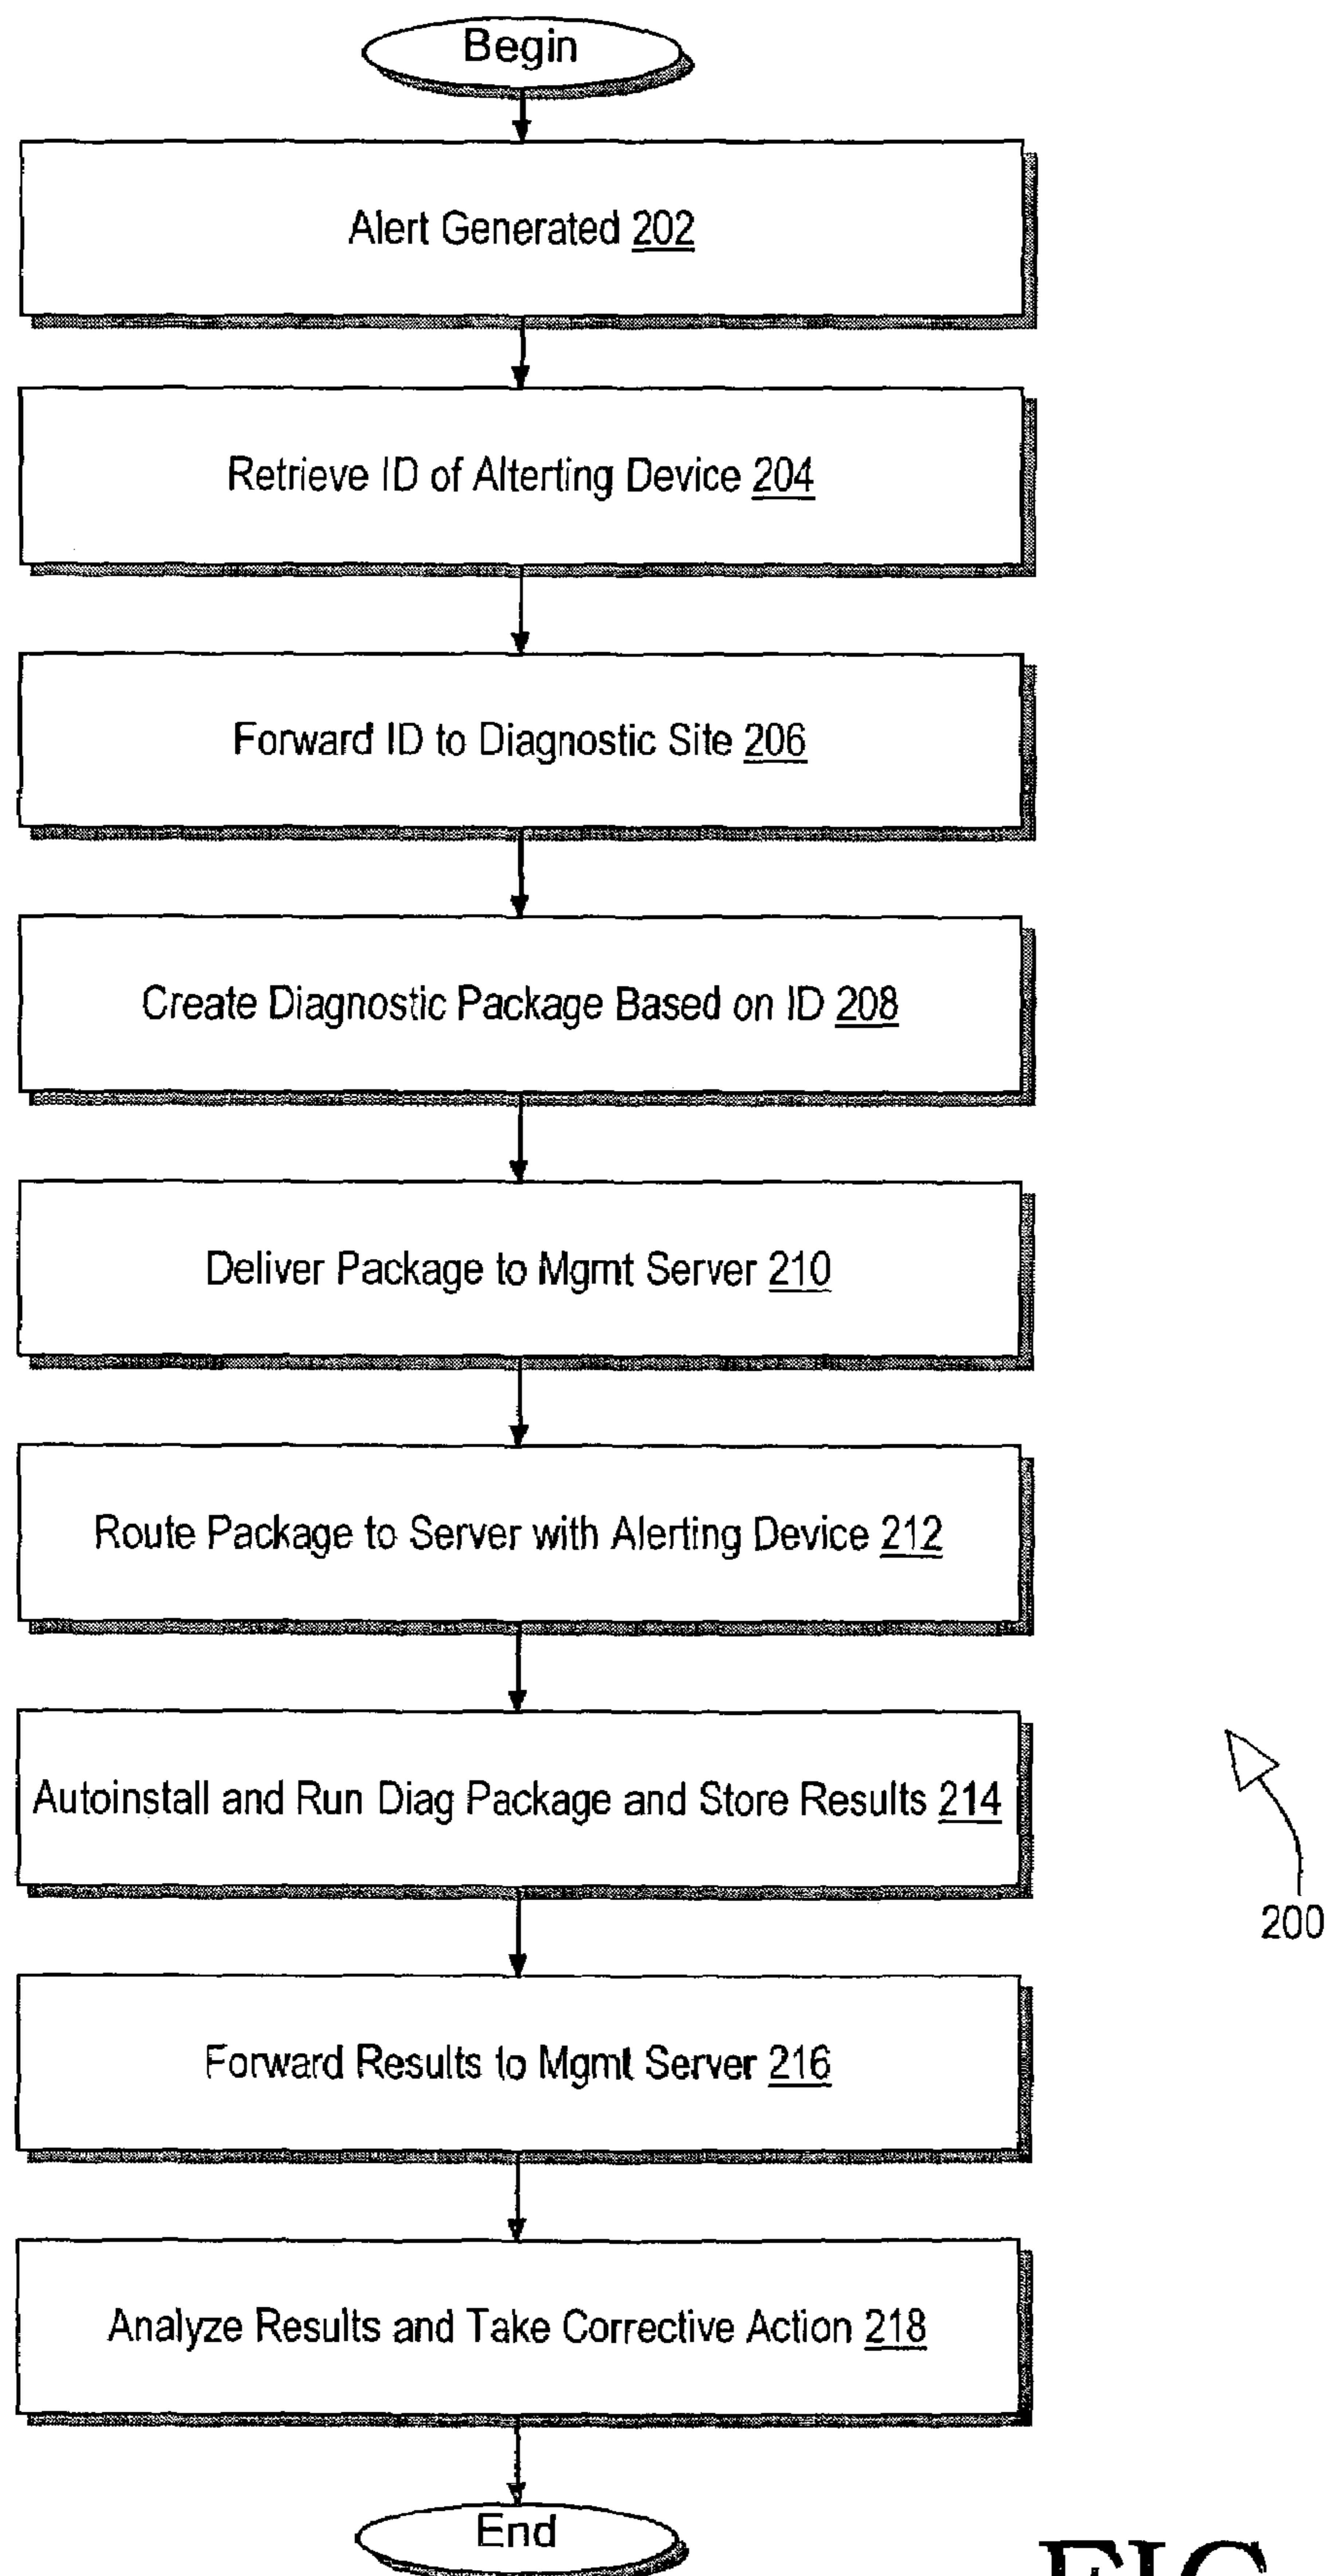 Begin
Alert Generated 202
Retrieve ID of Alterting Device 204
Forward ID to Diagnostic Site 206
Create Diagnostic Package Based on ID 208
Deliver Package to Mgmt Server 210
Route Package to Server with Alerting Device 212
Autoinstall and Run Diag Package and Store Results 214
200
Forward Results to Mgmt Server 216
Analyze Results and Take Corrective Action 218
End